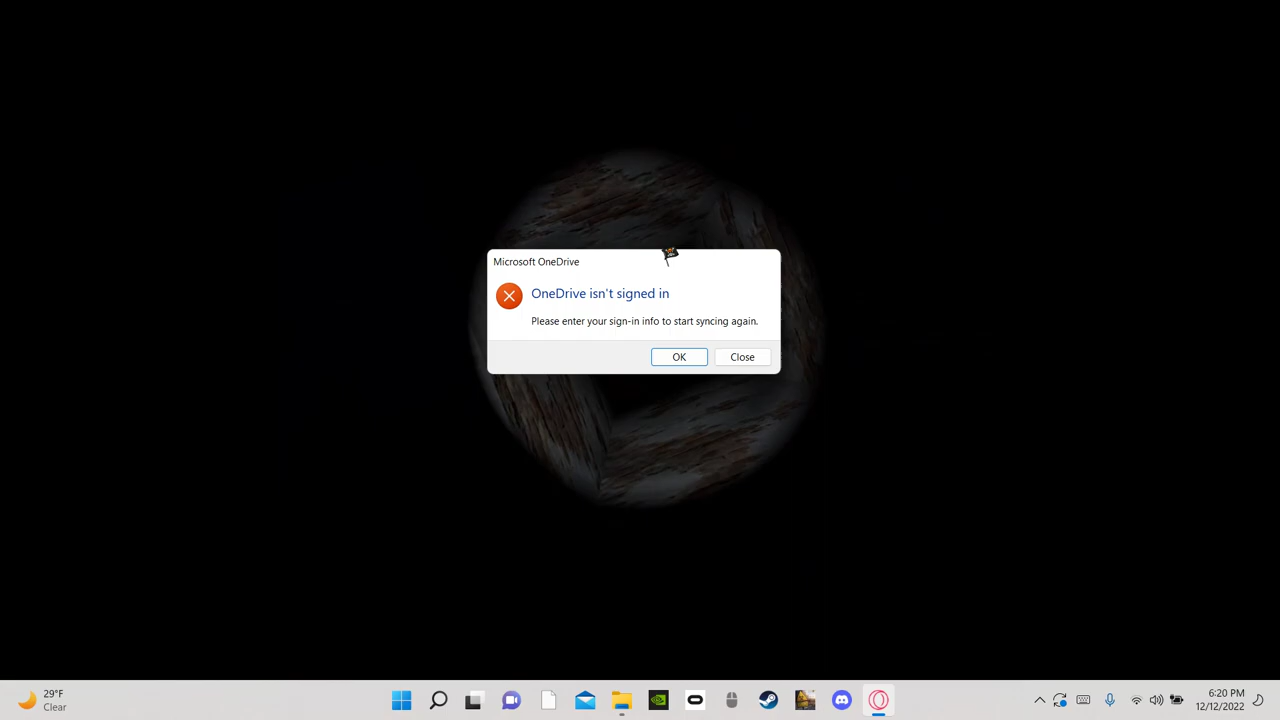 Microsoft OneDrive
OneDrive isn't signed in
Please enter your sign-in info to start syncing again.
OK
Close
29°F
Clear
6:20 PM
12/12/2022